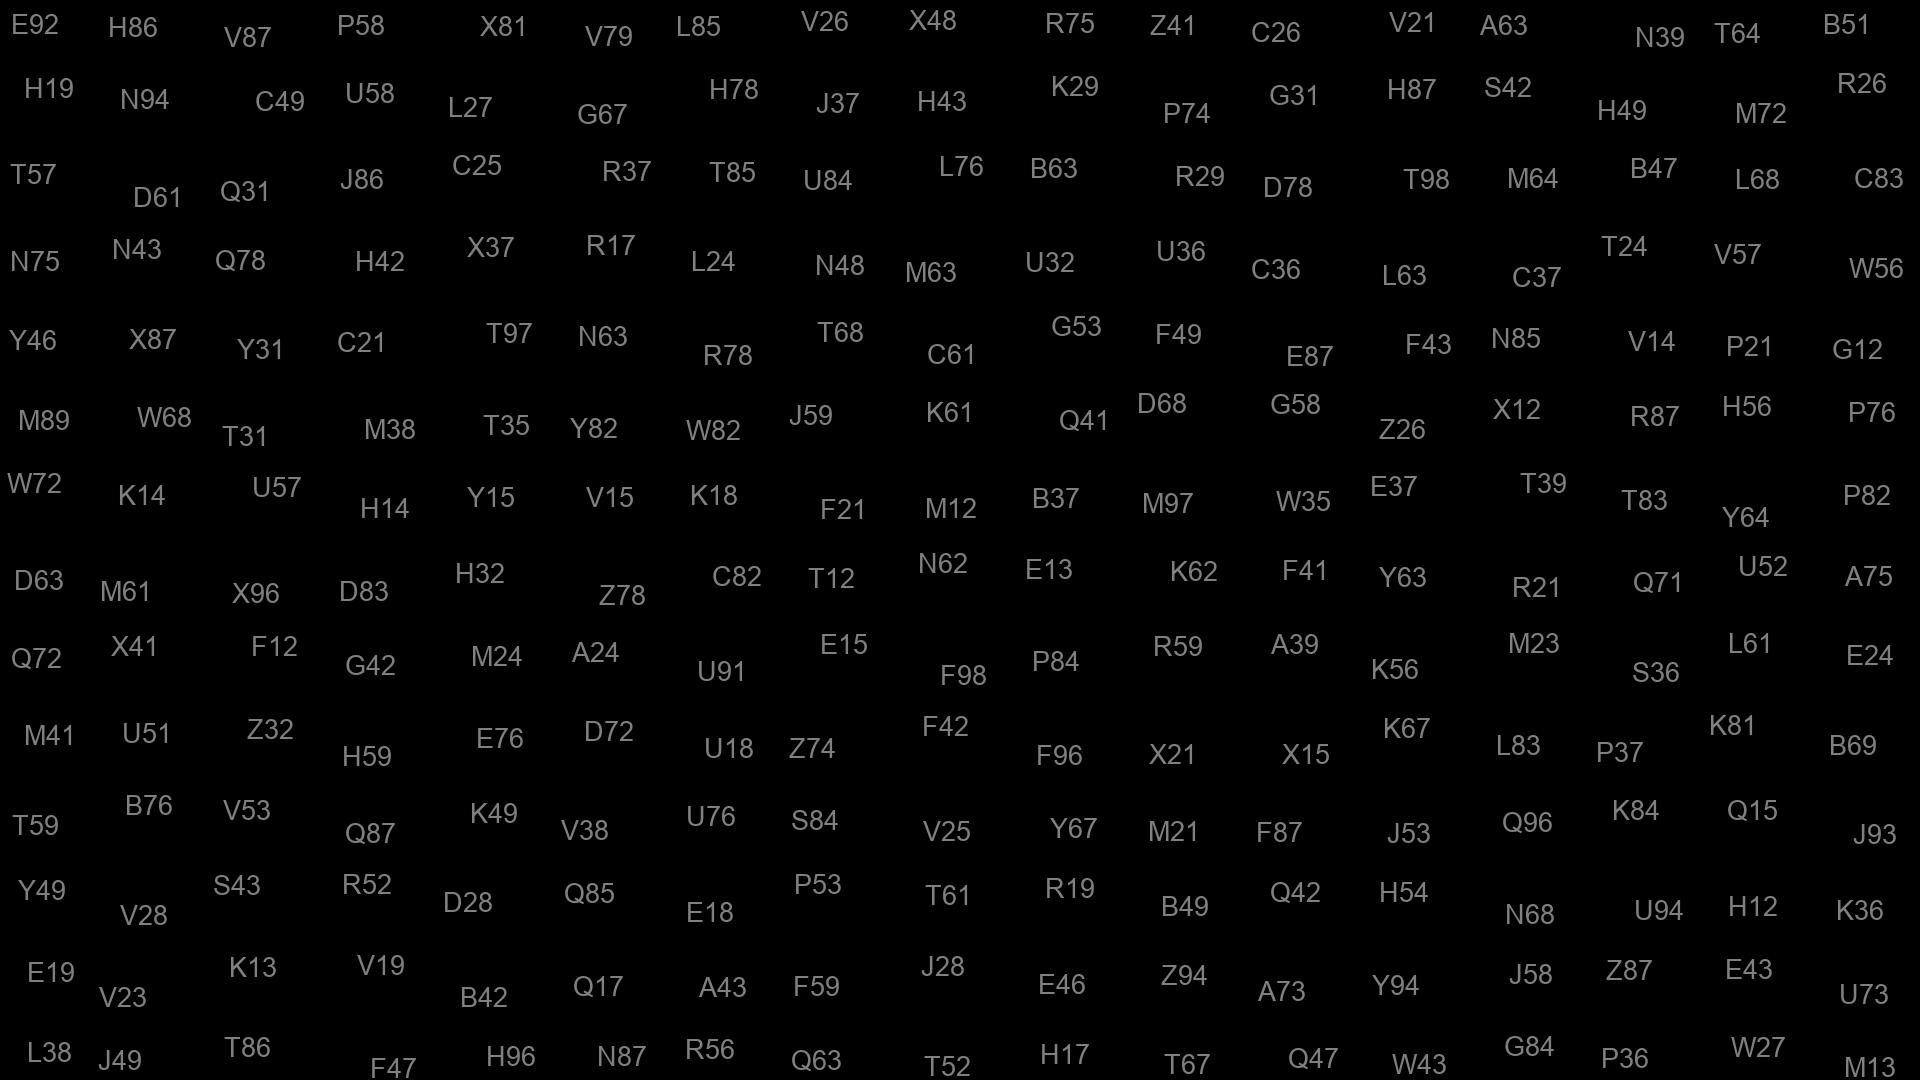 E92 H86 V87 P58 X81 V79 L85 V26 X48 R75 Z41 C26 V21 A63 N39 T64 B51
H19 N94 C49 U58 L27 G67 H78 J37 H43 K29 P74 G31 H87 S42 H49 M72 R26
T57 D61 Q31 J86 C25 R37 T85 U84 L76 B63 R29 D78 T98 M64 B47 L68 C83
N75 N43 Q78 H42 X37 R17 L24 N48 M63 U32 U36 C36 L63 C37 T24 V57 W56
Y46 X87 Y31 C21 T97 N63 R78 T68 C61 G53 F49 E87 F43 N85 V14 P21 G12
M89 W68 T31 M38 T35 Y82 W82 J59 K61 Q41 D68 G58 Z26 X12 R87 H56 P76
W72 K14 U57 H14 Y15 V15 K18 F21 M12 B37 M97 W35 E37 T39 T83 Y64 P82
D63 M61 X96 D83 H32 Z78 C82 T12 N62 E13 K62 F41 Y63 R21 Q71 U52 A75
Q72 X41 F12 G42 M24 A24 U91 E15 F98 P84 R59 A39 K56 M23 S36 L61 E24
M41 U51 Z32 H59 E76 D72 U18 Z74 F42 F96 X21 X15 K67 L83 P37 K81 B69
T59 B76 V53 Q87 K49 V38 U76 S84 V25 Y67 M21 F87 J53 Q96 K84 Q15 J93
Y49 V28 S43 R52 D28 Q85 E18 P53 T61 R19 B49 Q42 H54 N68 U94 H12 K36
E19 V23 K13 V19 B42 Q17 A43 F59 J28 E46 Z94 A73 Y94 J58 Z87 E43 U73
L38 J49 T86 F47 H96 N87 R56 Q63 T52 H17 T67 Q47 W43 G84 P36 W27 M13